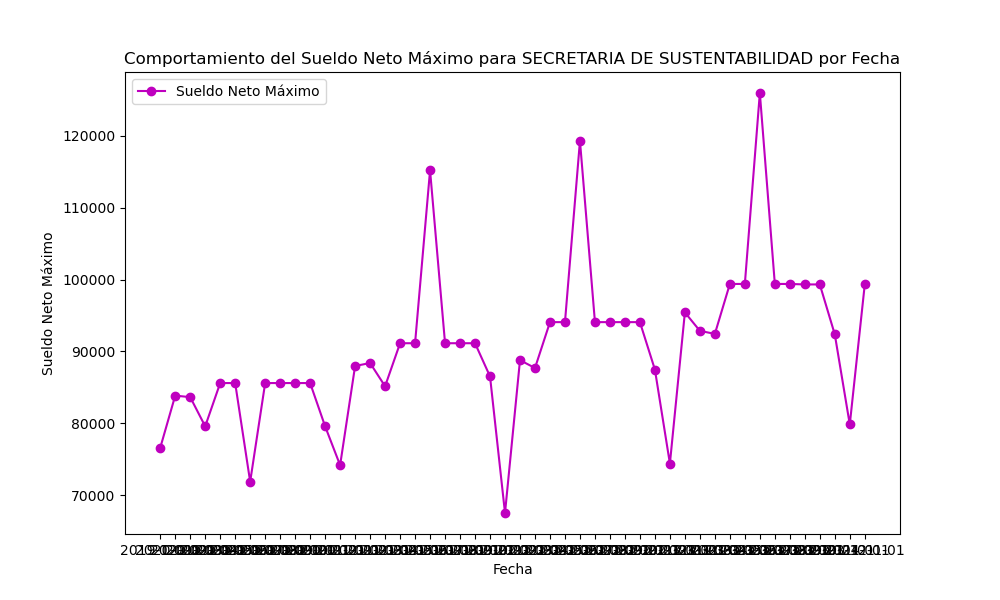 Comportamiento del Sueldo Neto Máximo para SECRETARIA DE SUSTENTABILIDAD por Fecha
Sueldo Neto Máximo
120000
110000
100000
90000
80000
70000
Sueldo Neto Máximo
Fecha